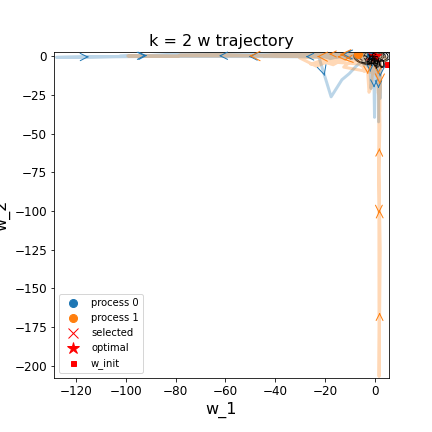 k = 2 w trajectory
0
−25
−50
−75
−100
−125
−150
−175
−200
w_2
process 0
process 1
selected
optimal
w_init
−120 −100 −80 −60 −40 −20 0
w_1